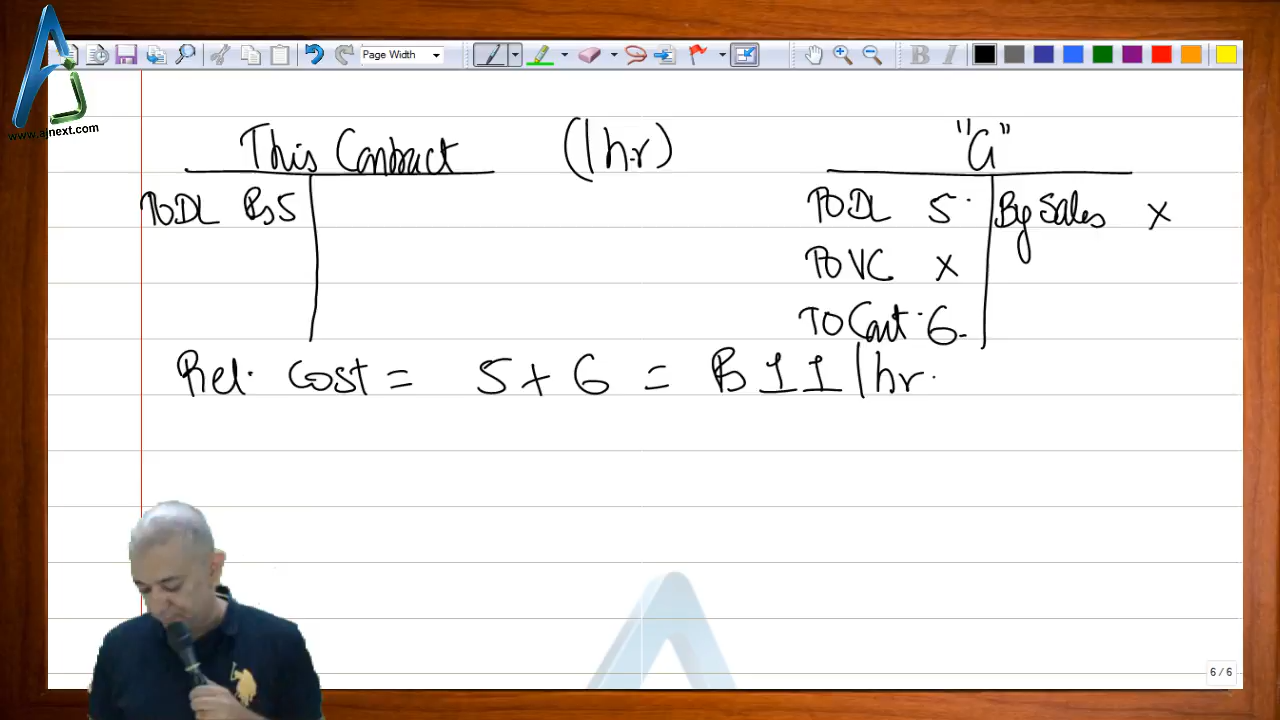 Page Width
B I
www.ajnext.com
This Contract (1hr) "G"
To DL Rs 5 To DL 5 By Sales x
To VC x
To Cont. 6
Rel. Cost = 5 + 6 = Rs 11/hr.
6 / 6